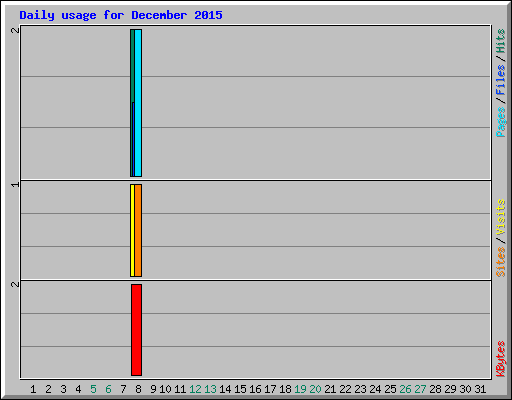 Daily usage for December 2015
2
Pages / Files / Hits
1
Sites / Visits
2
KBytes
1 2 3 4 5 6 7 8 9 10 11 12 13 14 15 16 17 18 19 20 21 22 23 24 25 26 27 28 29 30 31